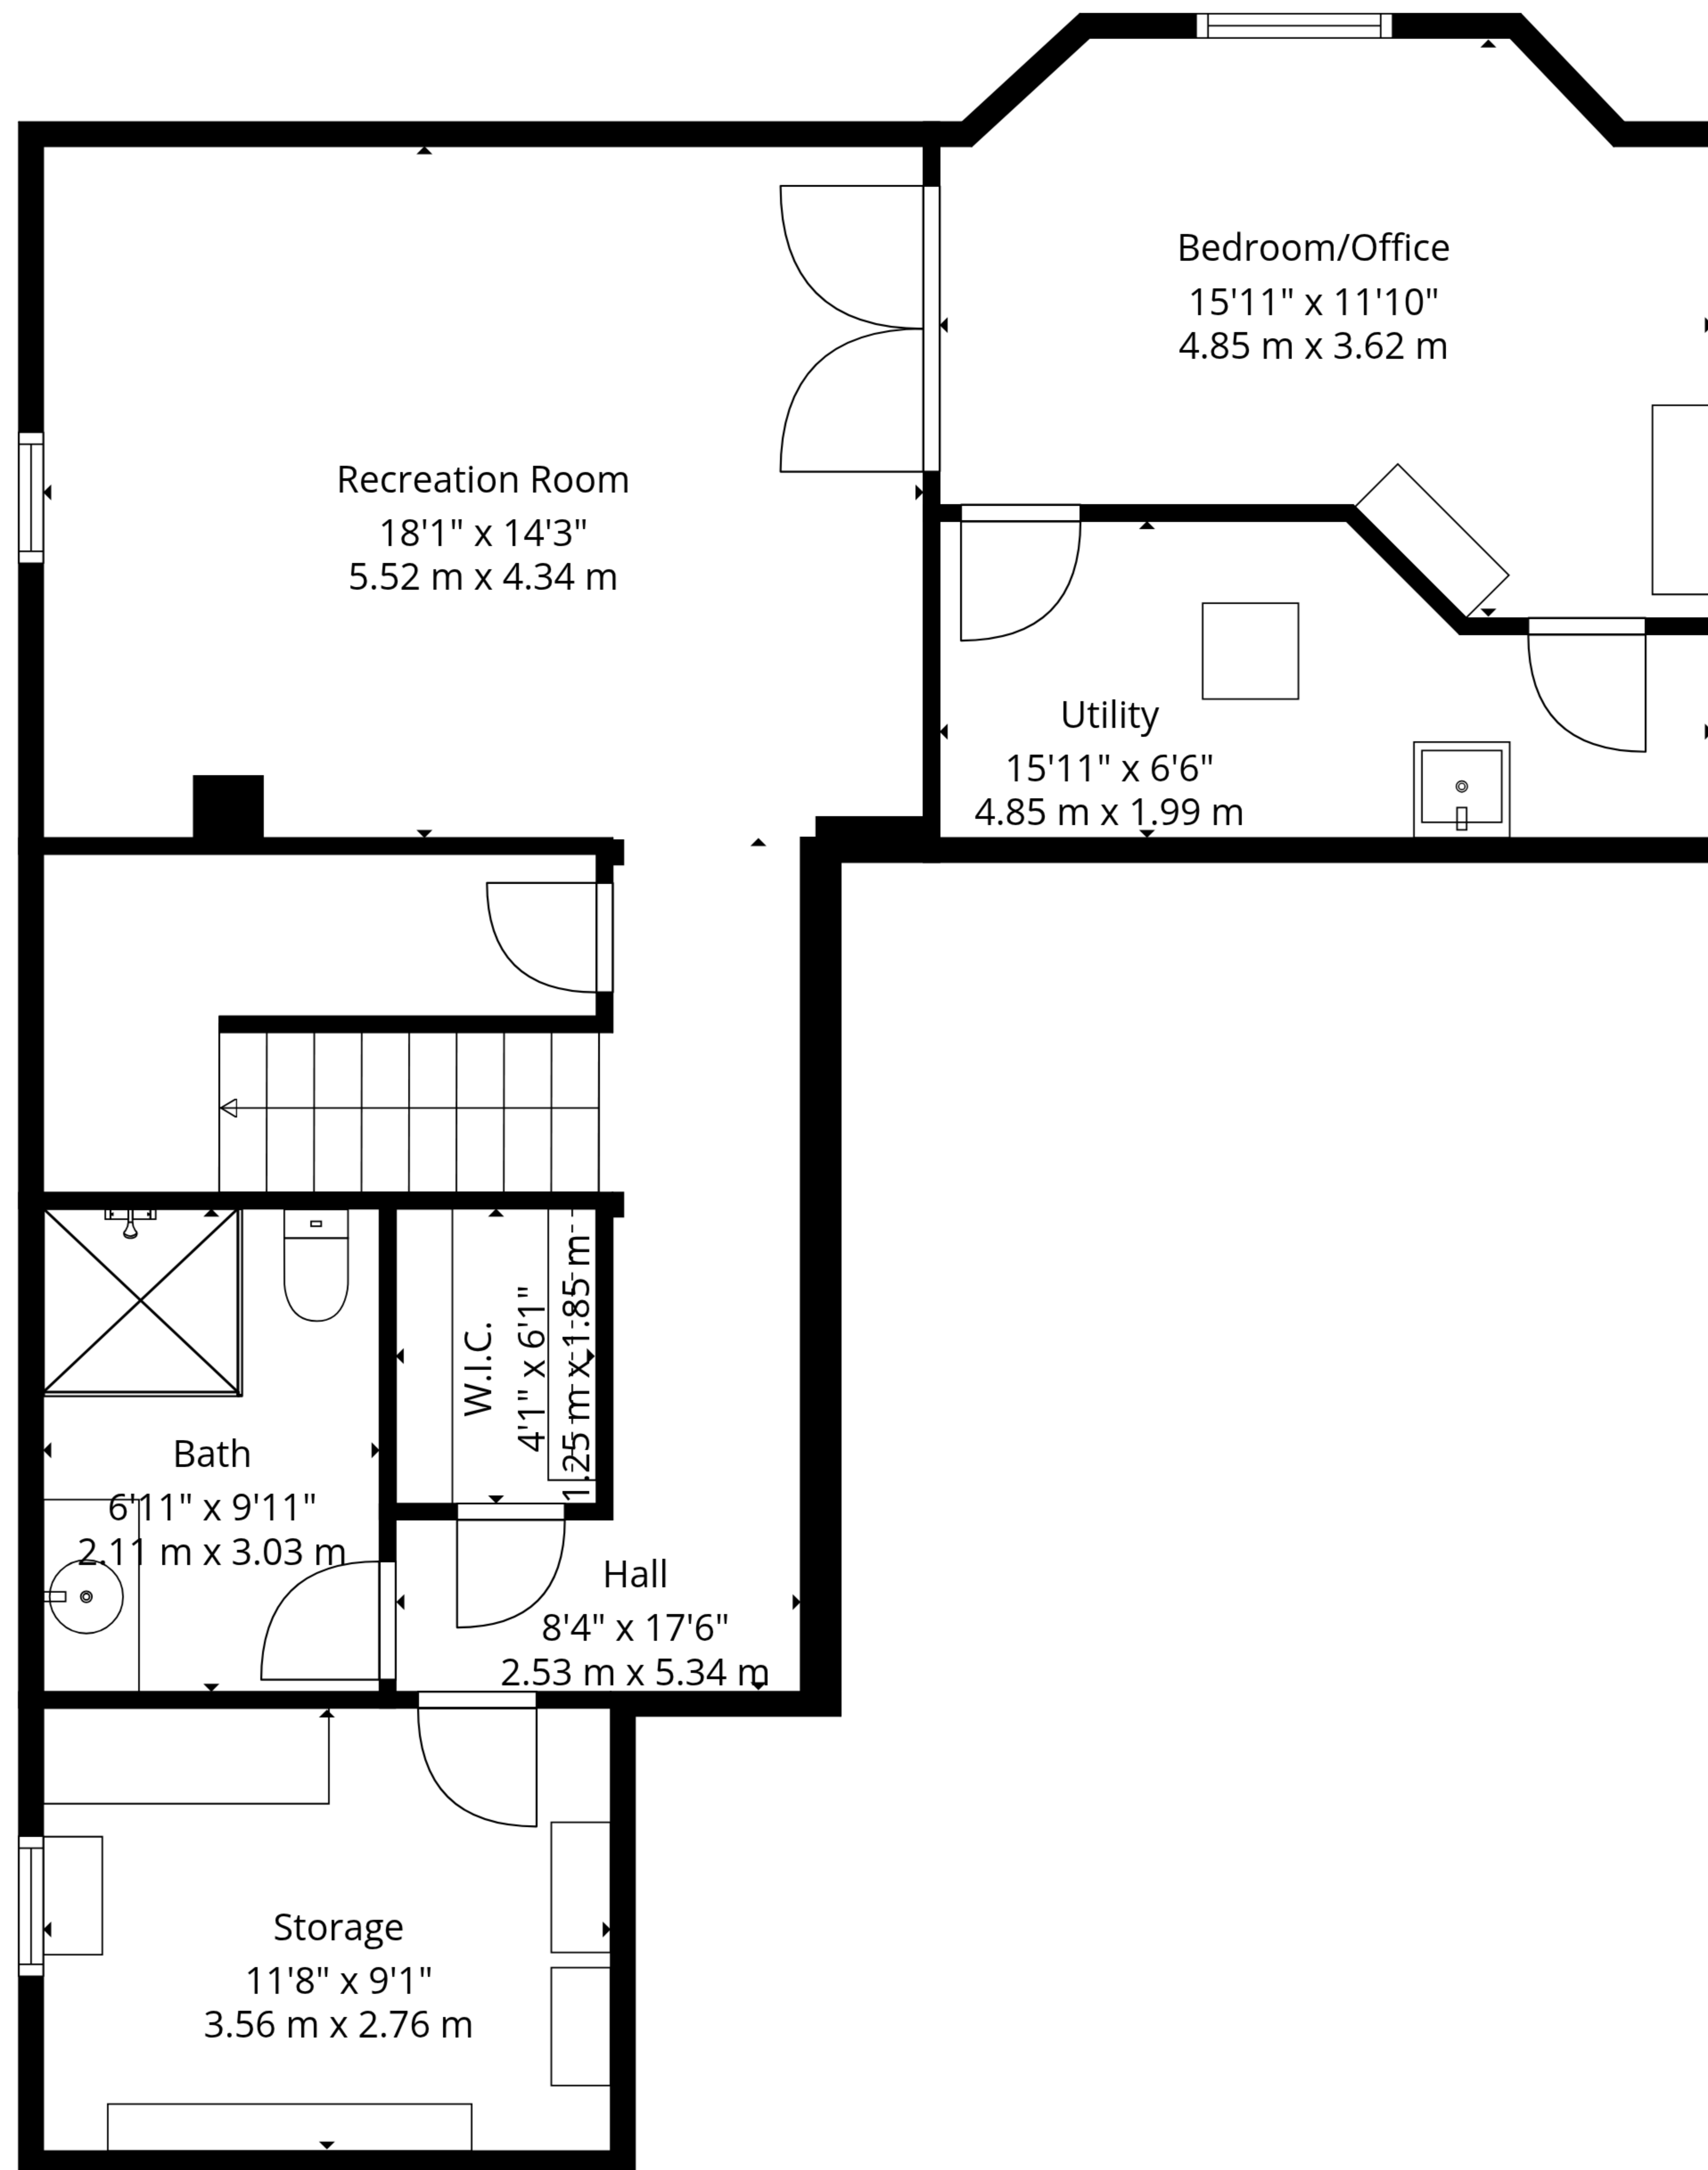 Bedroom/Office
15'11" x 11'10"
4.85 m x 3.62 m
Recreation Room
18'1" x 14'3"
5.52 m x 4.34 m
Utility
15'11" x 6'6"
4.85 m x 1.99 m
W.I.C.
4'1" x 6'1"
1.25 m x 1.85 m
Bath
6'11" x 9'11"
2.11 m x 3.03 m
Hall
8'4" x 17'6"
2.53 m x 5.34 m
Storage
11'8" x 9'1"
3.56 m x 2.76 m